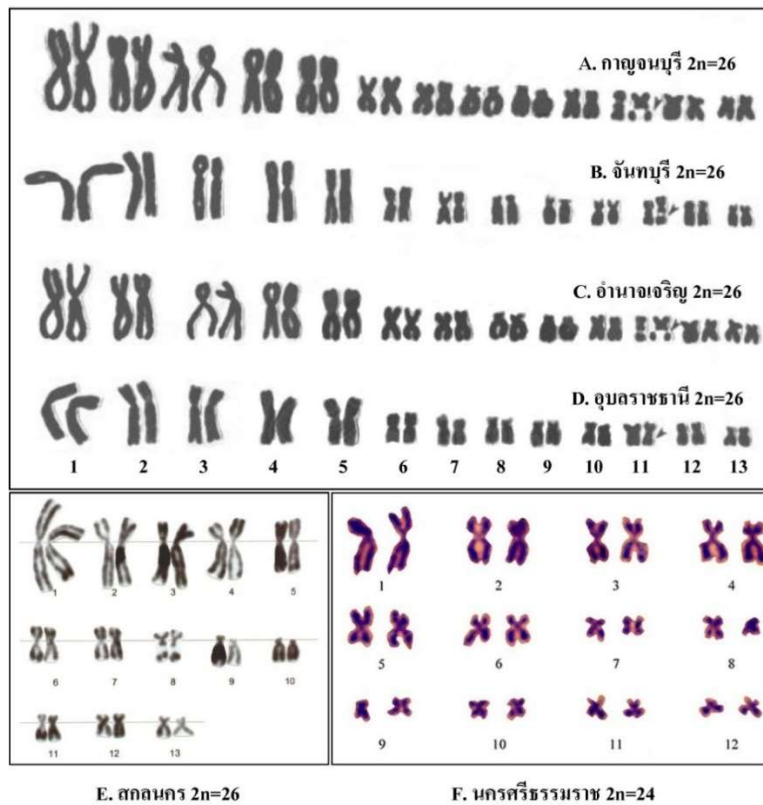 A. กาญจนบุรี 2n=26
B. จันทบุรี 2n=26
C. อำนาจเจริญ 2n=26
D. อุบลราชธานี 2n=26
1 2 3 4 5 6 7 8 9 10 11 12 13
1 2 3 4 5
6 7 8 9 10
11 12 13
1 2 3 4
5 6 7 8
9 10 11 12
E. สกลนคร 2n=26
F. นครศรีธรรมราช 2n=24